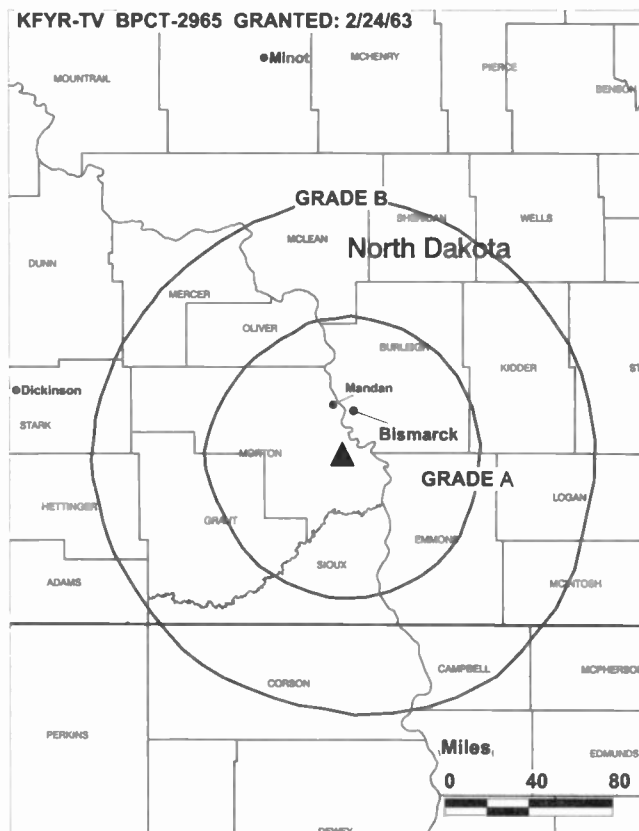 KFYR-TV BPCT-2965 GRANTED: 2/24/63
Minot
MCHENRY
PIERCE
MOUNTRAIL
BENSON
GRADE B
SHERIDAN
WELLS
MCLEAN
North Dakota
DUNN
MERCER
OLIVER
BURLEIGH
KIDDER
Dickinson
Mandan
STARK
Bismarck
MORTON
GRADE A
LOGAN
HETTINGER
GRANT
EMMONS
SIOUX
ADAMS
MCINTOSH
CORSON
CAMPBELL
MCPHERSON
PERKINS
Miles
EDMUNDS
0 40 80
DEWEY